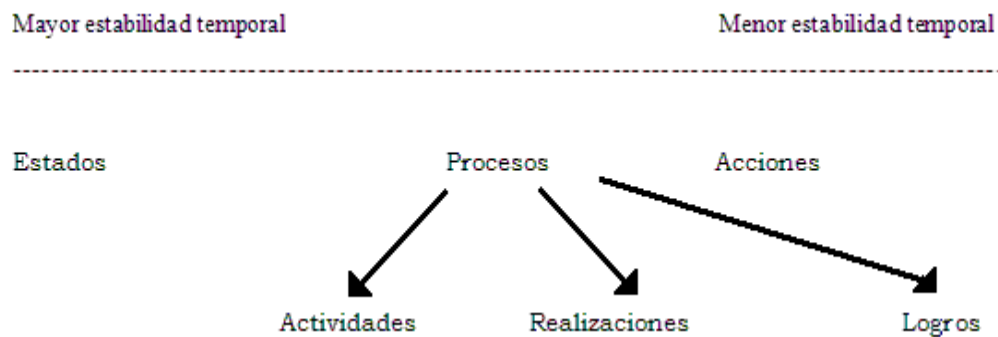 Mayor estabilidad temporal Menor estabilidad temporal
Estados Procesos Acciones
Actividades Realizaciones Logros